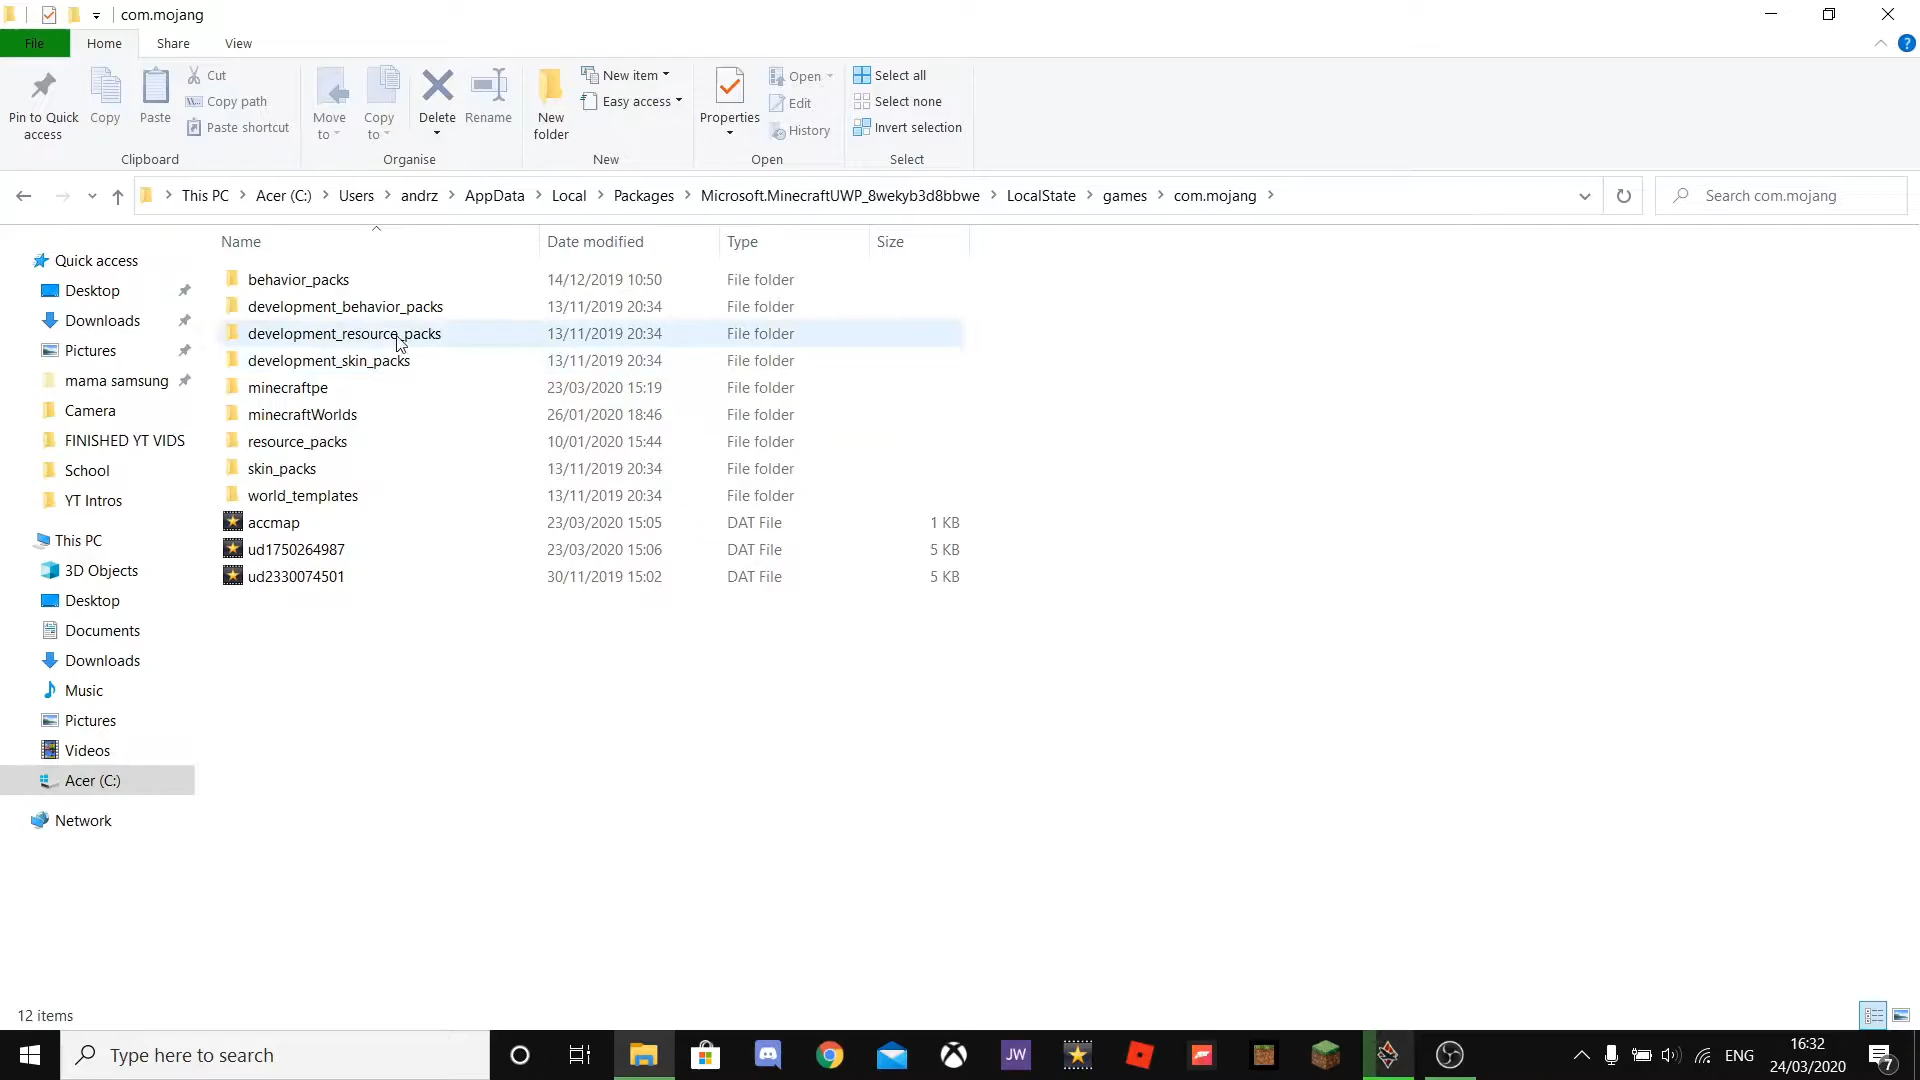 com.mojang
File Home Share View
Pin to Quick access
Copy
Paste
Cut
Copy path
Paste shortcut
Clipboard
Move to
Copy to
Delete
Rename
Organise
New folder
New item
Easy access
New
Properties
Open
Edit
History
Open
Select all
Select none
Invert selection
Select
This PC Acer (C:) Users andrz AppData Local Packages Microsoft.MinecraftUWP_8wekyb3d8bbwe LocalState games com.mojang
Search com.mojang
Quick access
Desktop
Downloads
Pictures
mama samsung
Camera
FINISHED YT VIDS
School
YT Intros
This PC
3D Objects
Desktop
Documents
Downloads
Music
Pictures
Videos
Acer (C:)
Network
Name Date modified Type Size
behavior_packs 14/12/2019 10:50 File folder
development_behavior_packs 13/11/2019 20:34 File folder
development_resource_packs 13/11/2019 20:34 File folder
development_skin_packs 13/11/2019 20:34 File folder
minecraftpe 23/03/2020 15:19 File folder
minecraftWorlds 26/01/2020 18:46 File folder
resource_packs 10/01/2020 15:44 File folder
skin_packs 13/11/2019 20:34 File folder
world_templates 13/11/2019 20:34 File folder
accmap 23/03/2020 15:05 DAT File 1 KB
ud1750264987 23/03/2020 15:06 DAT File 5 KB
ud2330074501 30/11/2019 15:02 DAT File 5 KB
12 items
Type here to search
JW
ENG
16:32
24/03/2020
7